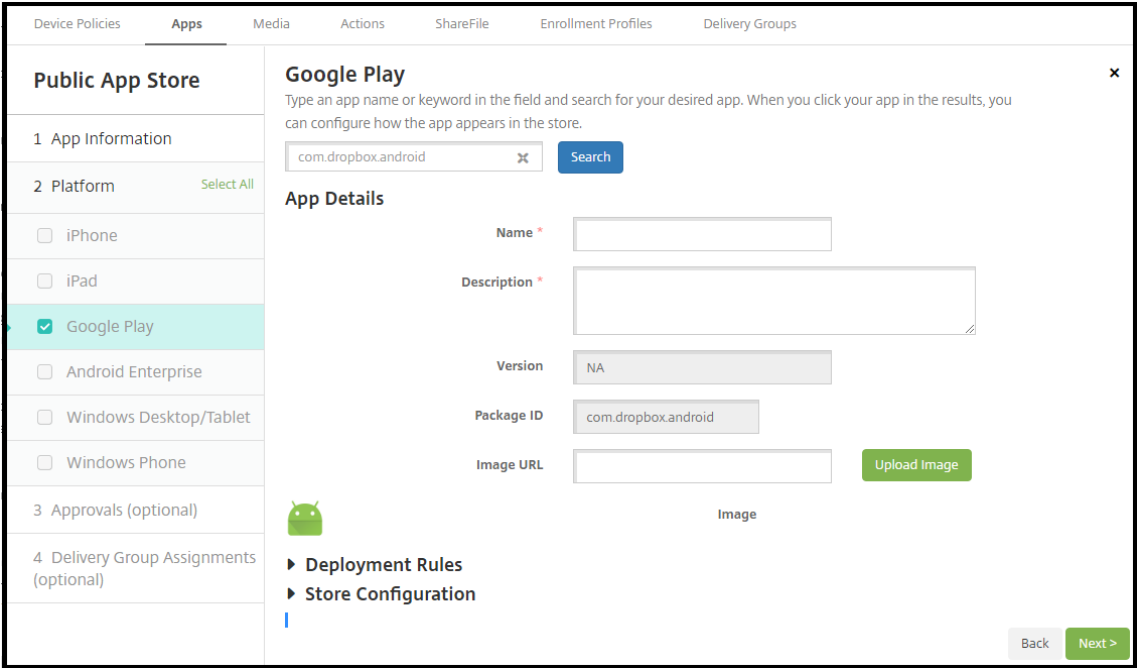 Device Policies Apps Media Actions ShareFile Enrollment Profiles Delivery Groups
Public App Store
1 App Information
2 Platform Select All
iPhone
iPad
Google Play
Android Enterprise
Windows Desktop/Tablet
Windows Phone
3 Approvals (optional)
4 Delivery Group Assignments
(optional)
Google Play
Type an app name or keyword in the field and search for your desired app. When you click your app in the results, you
can configure how the app appears in the store.
com.dropbox.android Search
App Details
Name *
Description *
Version NA
Package ID com.dropbox.android
Image URL Upload Image
Image
Deployment Rules
Store Configuration
Back Next >